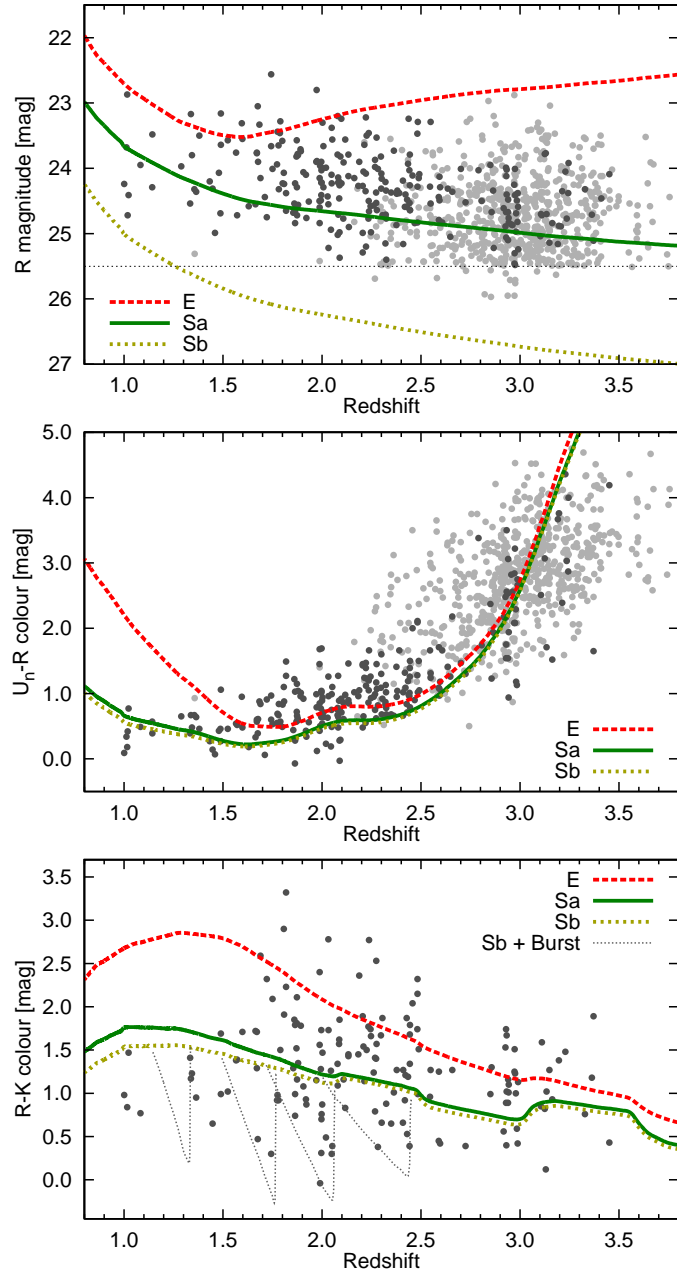 22
23
24
25
26
27
R magnitude [mag]
E
Sa
Sb
1.0 1.5 2.0 2.5 3.0 3.5
Redshift
5.0
4.0
3.0
2.0
1.0
0.0
Un-R colour [mag]
E
Sa
Sb
1.0 1.5 2.0 2.5 3.0 3.5
Redshift
3.5
3.0
2.5
2.0
1.5
1.0
0.5
0.0
R-K colour [mag]
E
Sa
Sb
Sb + Burst
1.0 1.5 2.0 2.5 3.0 3.5
Redshift